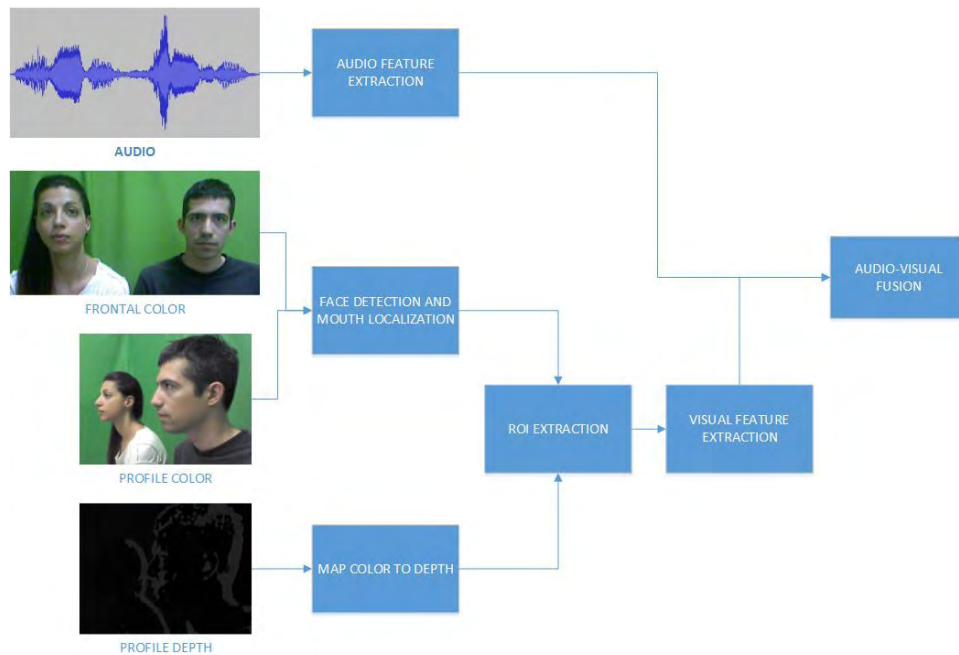 AUDIO FEATURE
EXTRACTION
AUDIO
FRONTAL COLOR
FACE DETECTION AND
MOUTH LOCALIZATION
AUDIO-VISUAL
FUSION
PROFILE COLOR
ROI EXTRACTION
VISUAL FEATURE
EXTRACTION
MAP COLOR TO DEPTH
PROFILE DEPTH